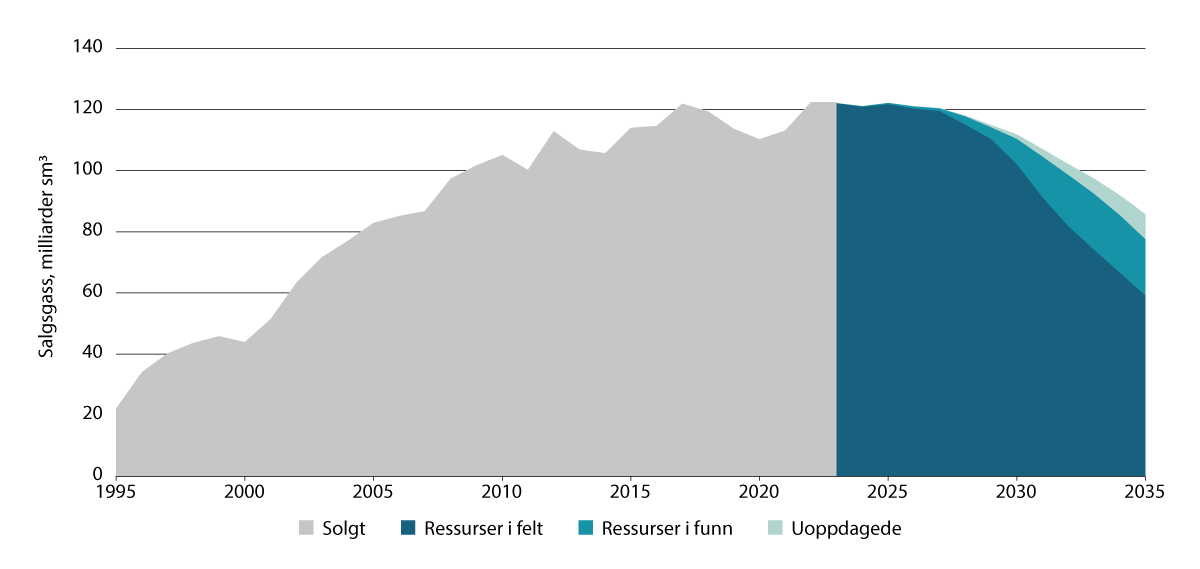 Salgsgass, milliarder sm³
140
120
100
80
60
40
20
0
1995 2000 2005 2010 2015 2020 2025 2030 2035
Solgt Ressurser i felt Ressurser i funn Uoppdagede